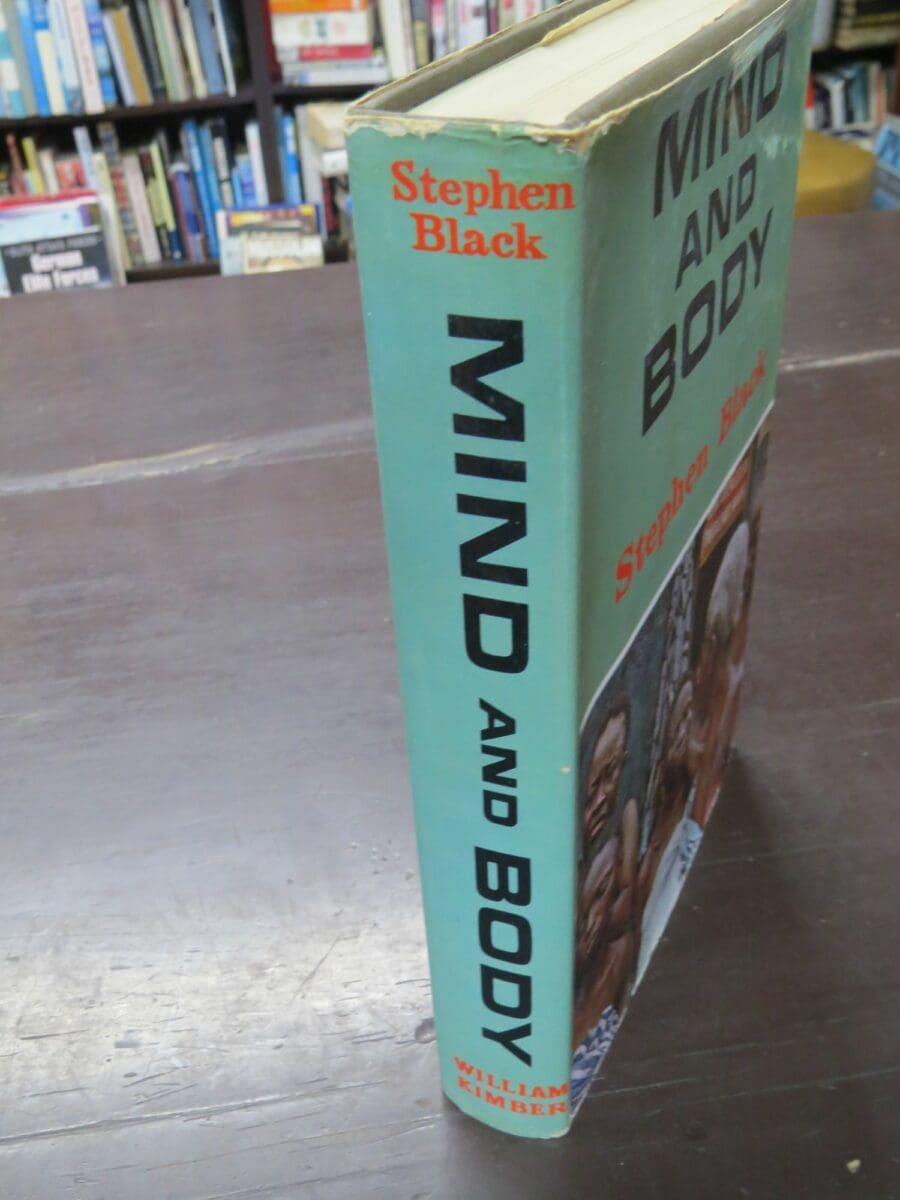 Stephen
Black
MIND AND BODY
WILLIAM
KIMBER
MIND
AND
BODY
Stephen Black
German
Elite Forces